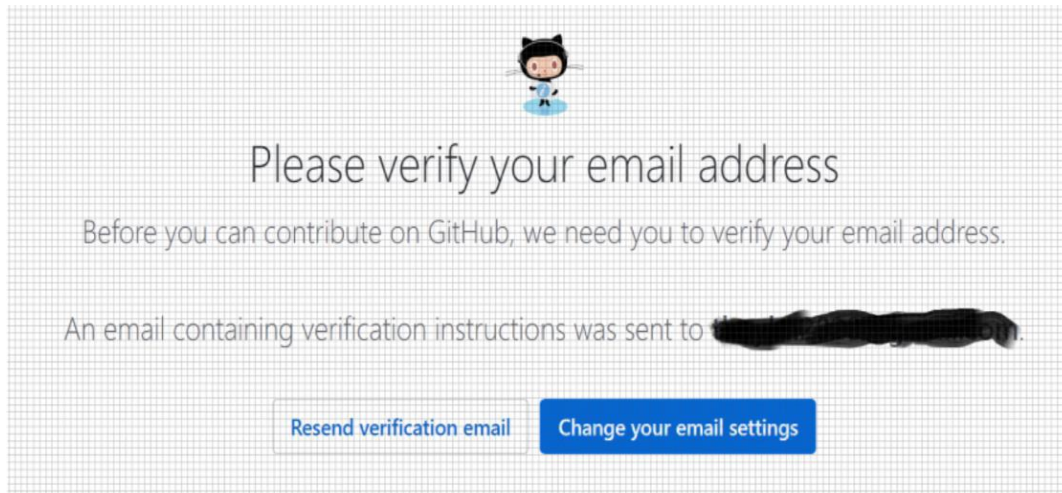 Please verify your email address
Before you can contribute on GitHub, we need you to verify your email address.
An email containing verification instructions was sent to
Resend verification email Change your email settings